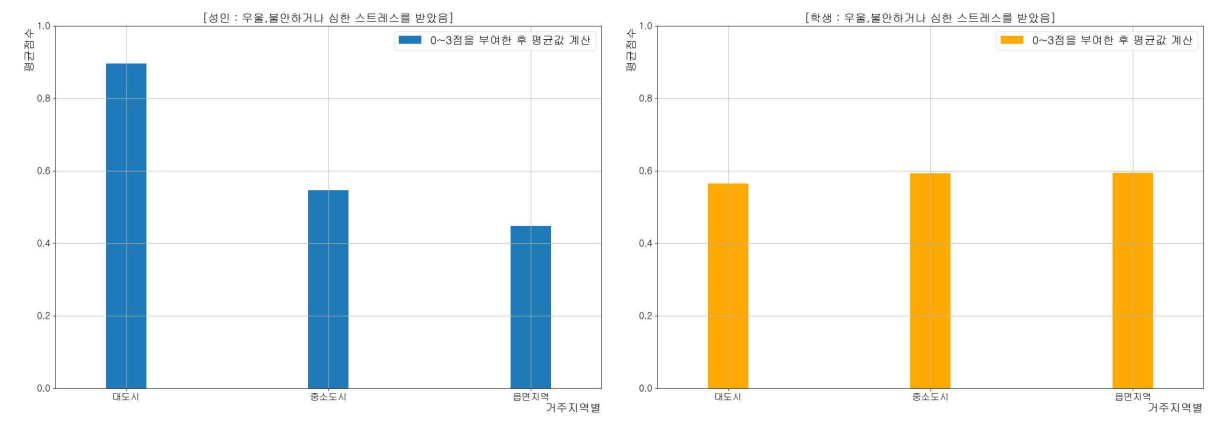 [성인 : 우울,불안하거나 심한 스트레스를 받았음]
평균점수
0~3점을 부여한 후 평균값 계산
1.0
0.8
0.6
0.4
0.2
0.0
대도시
중소도시
읍면지역
거주지역별
[학생 : 우울,불안하거나 심한 스트레스를 받았음]
평균점수
0~3점을 부여한 후 평균값 계산
1.0
0.8
0.6
0.4
0.2
0.0
대도시
중소도시
읍면지역
거주지역별